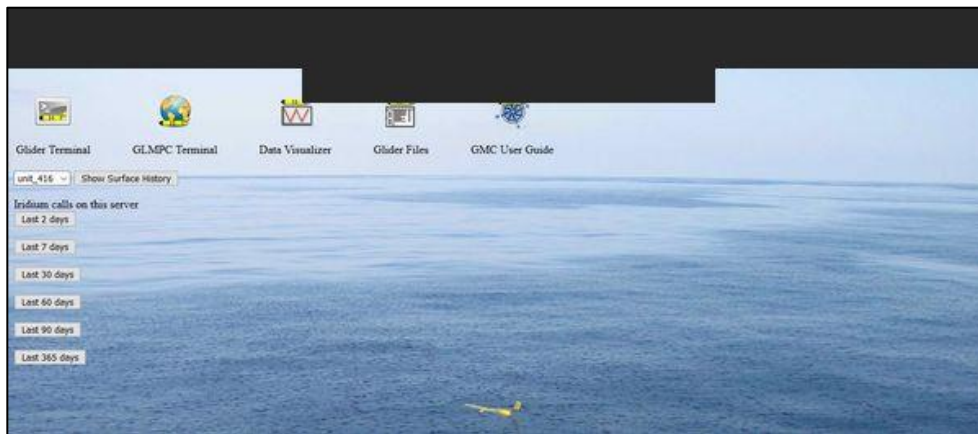 Glider Terminal GLMPC Terminal Data Visualizer Glider Files GMC User Guide
unit_416 Show Surface History
Iridium calls on this server
Last 2 days
Last 7 days
Last 30 days
Last 60 days
Last 90 days
Last 365 days